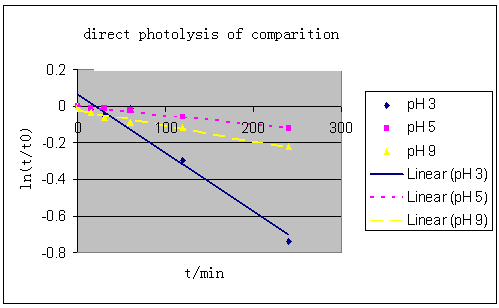 direct photolysis of comparition
0.2
0
-0.2
-0.4
-0.6
-0.8
0
100
200
300
ln(t/t0)
t/min
pH 3
pH 5
pH 9
Linear (pH 3)
Linear (pH 5)
Linear (pH 9)